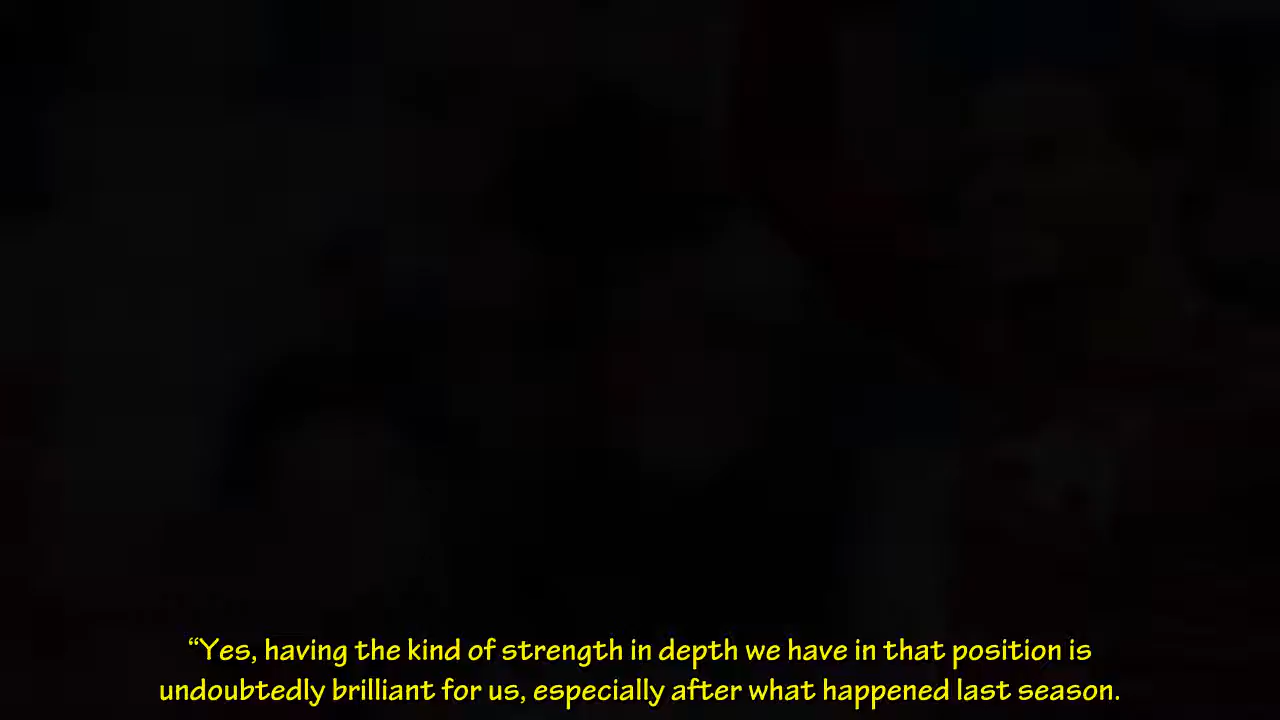 “Yes, having the kind of strength in depth we have in that position is
undoubtedly brilliant for us, especially after what happened last season.